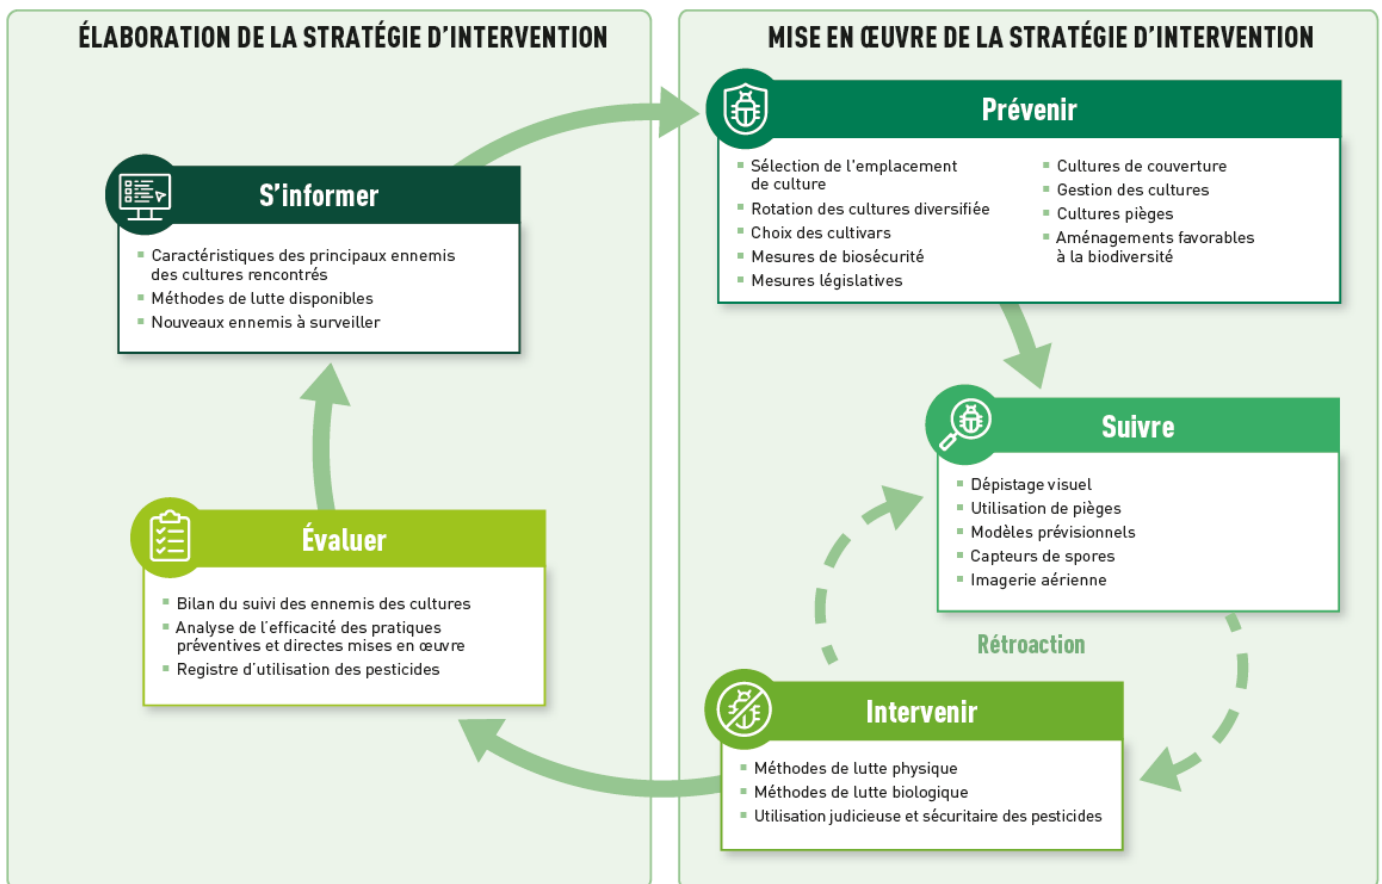 ÉLABORATION DE LA STRATÉGIE D'INTERVENTION
S'informer
Caractéristiques des principaux ennemis
des cultures rencontrés
Méthodes de lutte disponibles
Nouveaux ennemis à surveiller
Évaluer
Bilan du suivi des ennemis des cultures
Analyse de l'efficacité des pratiques
préventives et directes mises en œuvre
Registre d'utilisation des pesticides
MISE EN ŒUVRE DE LA STRATÉGIE D'INTERVENTION
Prévenir
Sélection de l'emplacement
de culture
Rotation des cultures diversifiée
Choix des cultivars
Mesures de biosécurité
Mesures législatives
Cultures de couverture
Gestion des cultures
Cultures pièges
Aménagements favorables
à la biodiversité
Suivre
Dépistage visuel
Utilisation de pièges
Modèles prévisionnels
Capteurs de spores
Imagerie aérienne
Rétroaction
Intervenir
Méthodes de lutte physique
Méthodes de lutte biologique
Utilisation judicieuse et sécuritaire des pesticides